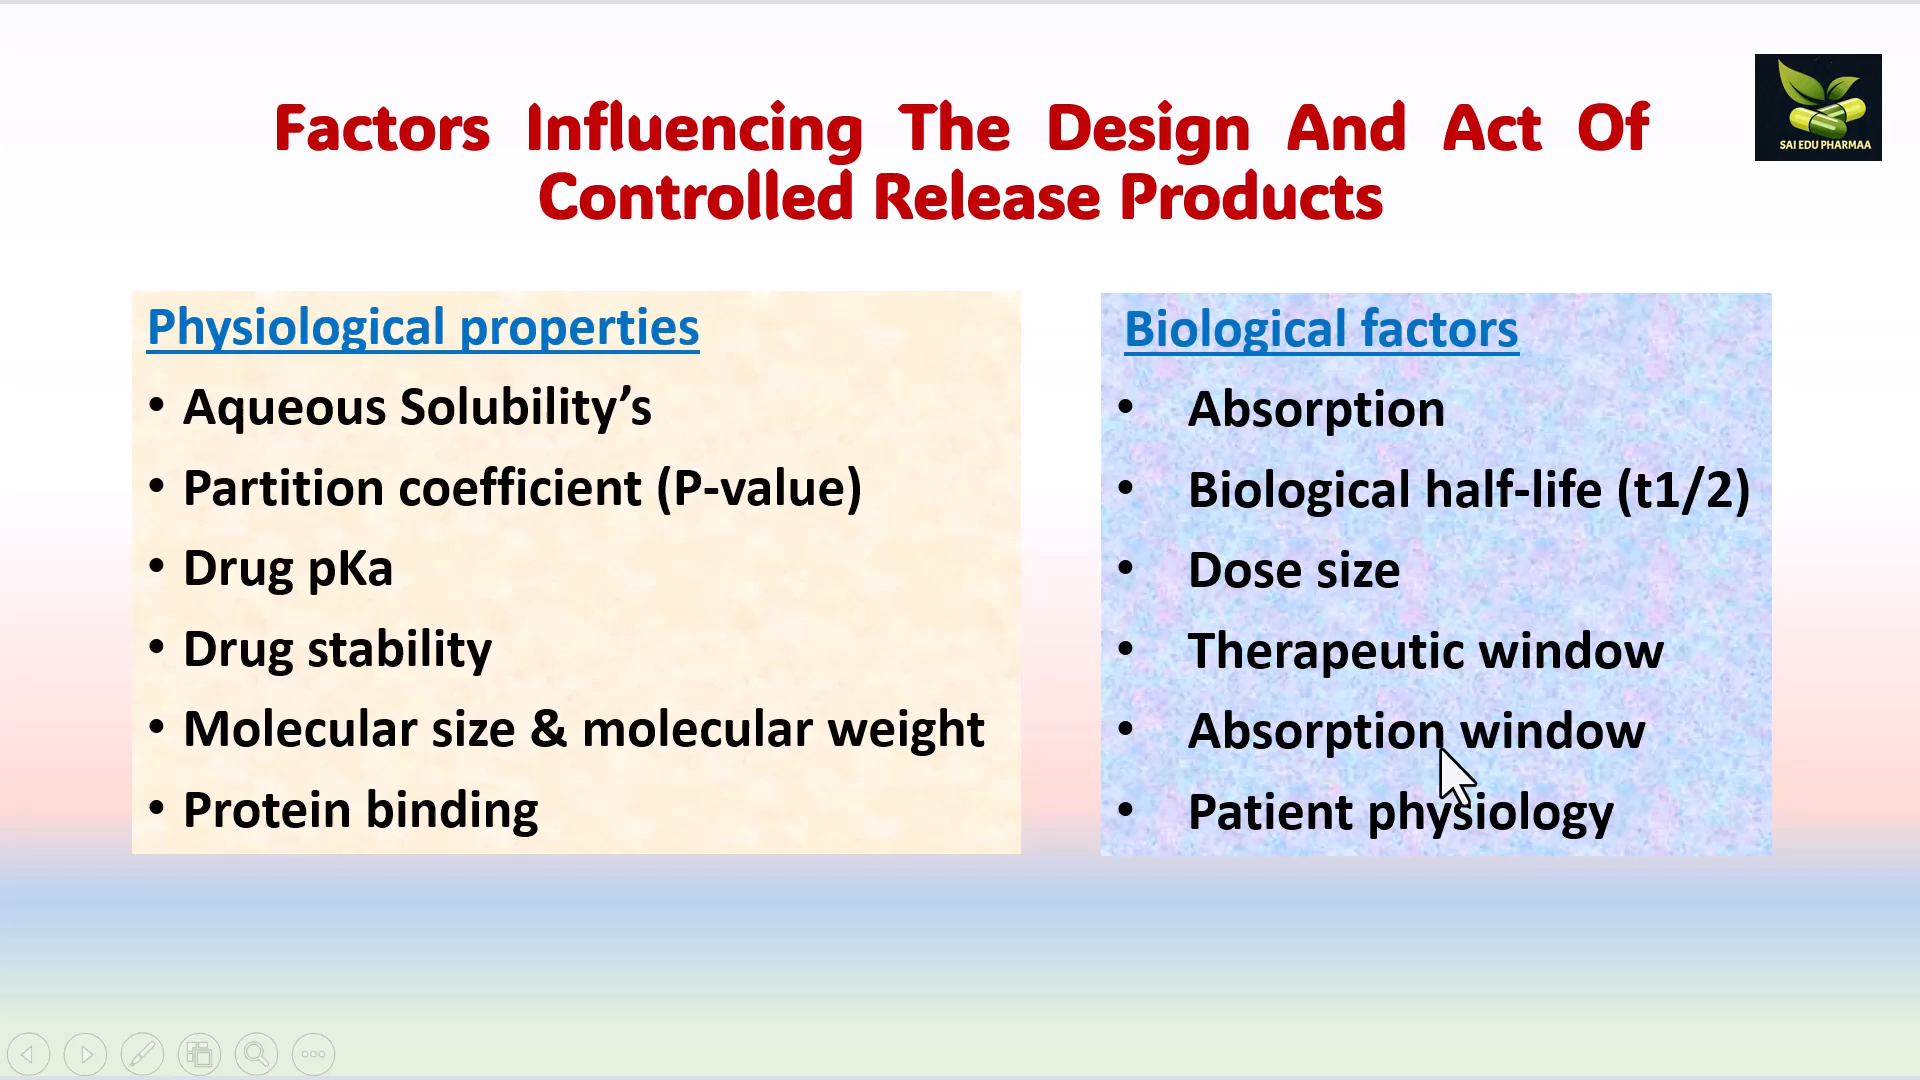 Factors Influencing The Design And Act Of
Controlled Release Products
SAI EDU PHARMAA
Physiological properties
• Aqueous Solubility’s
• Partition coefficient (P-value)
• Drug pKa
• Drug stability
• Molecular size & molecular weight
• Protein binding
Biological factors
• Absorption
• Biological half-life (t1/2)
• Dose size
• Therapeutic window
• Absorption window
• Patient physiology